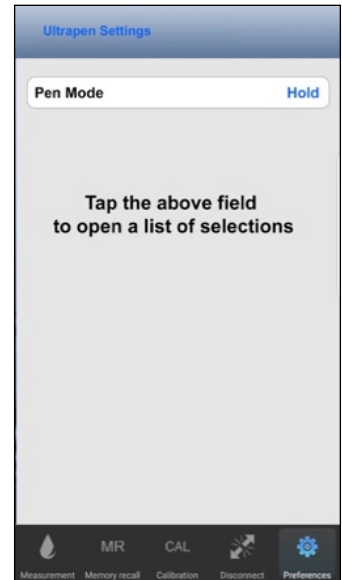 Ultrapen Settings
Pen Mode Hold
Tap the above field
to open a list of selections
MR CAL
Measurement Memory recall Calibration Disconnect Preferences